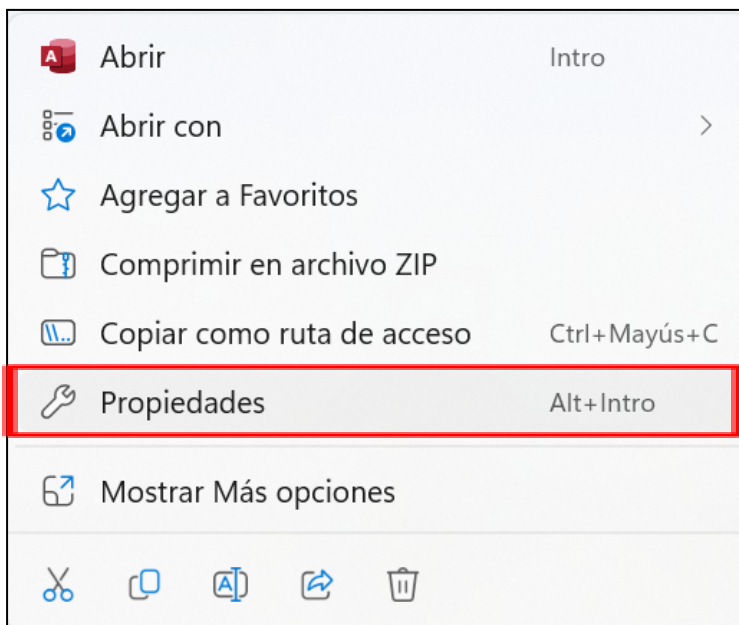 Abrir Intro
Abrir con
Agregar a Favoritos
Comprimir en archivo ZIP
Copiar como ruta de acceso Ctrl+Mayús+C
Propiedades Alt+Intro
Mostrar Más opciones